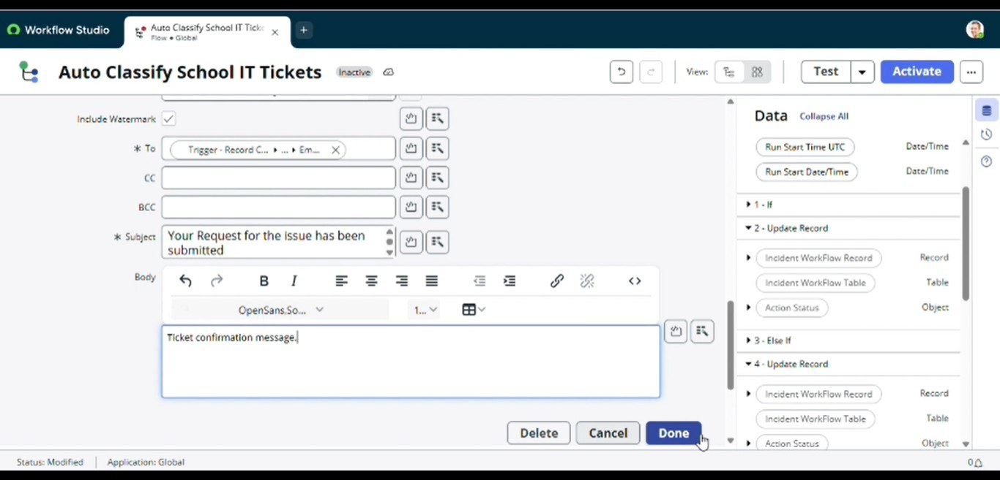 Workflow Studio
Auto Classify School IT Ticke
Flow • Global
Auto Classify School IT Tickets
Inactive
View:
Test
Activate
Include Watermark
* To
Trigger - Record C... ▸ ... ▸ Em...
CC
BCC
* Subject
Your Request for the issue has been
submitted
Body
B I
OpenSans,So...
1...
Ticket confirmation message.
Delete
Cancel
Done
Data
Collapse All
Run Start Time UTC
Date/Time
Run Start Date/Time
Date/Time
1 - If
2 - Update Record
Incident WorkFlow Record
Record
Incident WorkFlow Table
Table
Action Status
Object
3 - Else If
4 - Update Record
Incident WorkFlow Record
Record
Incident WorkFlow Table
Table
Action Status
Object
Status: Modified
Application: Global
0